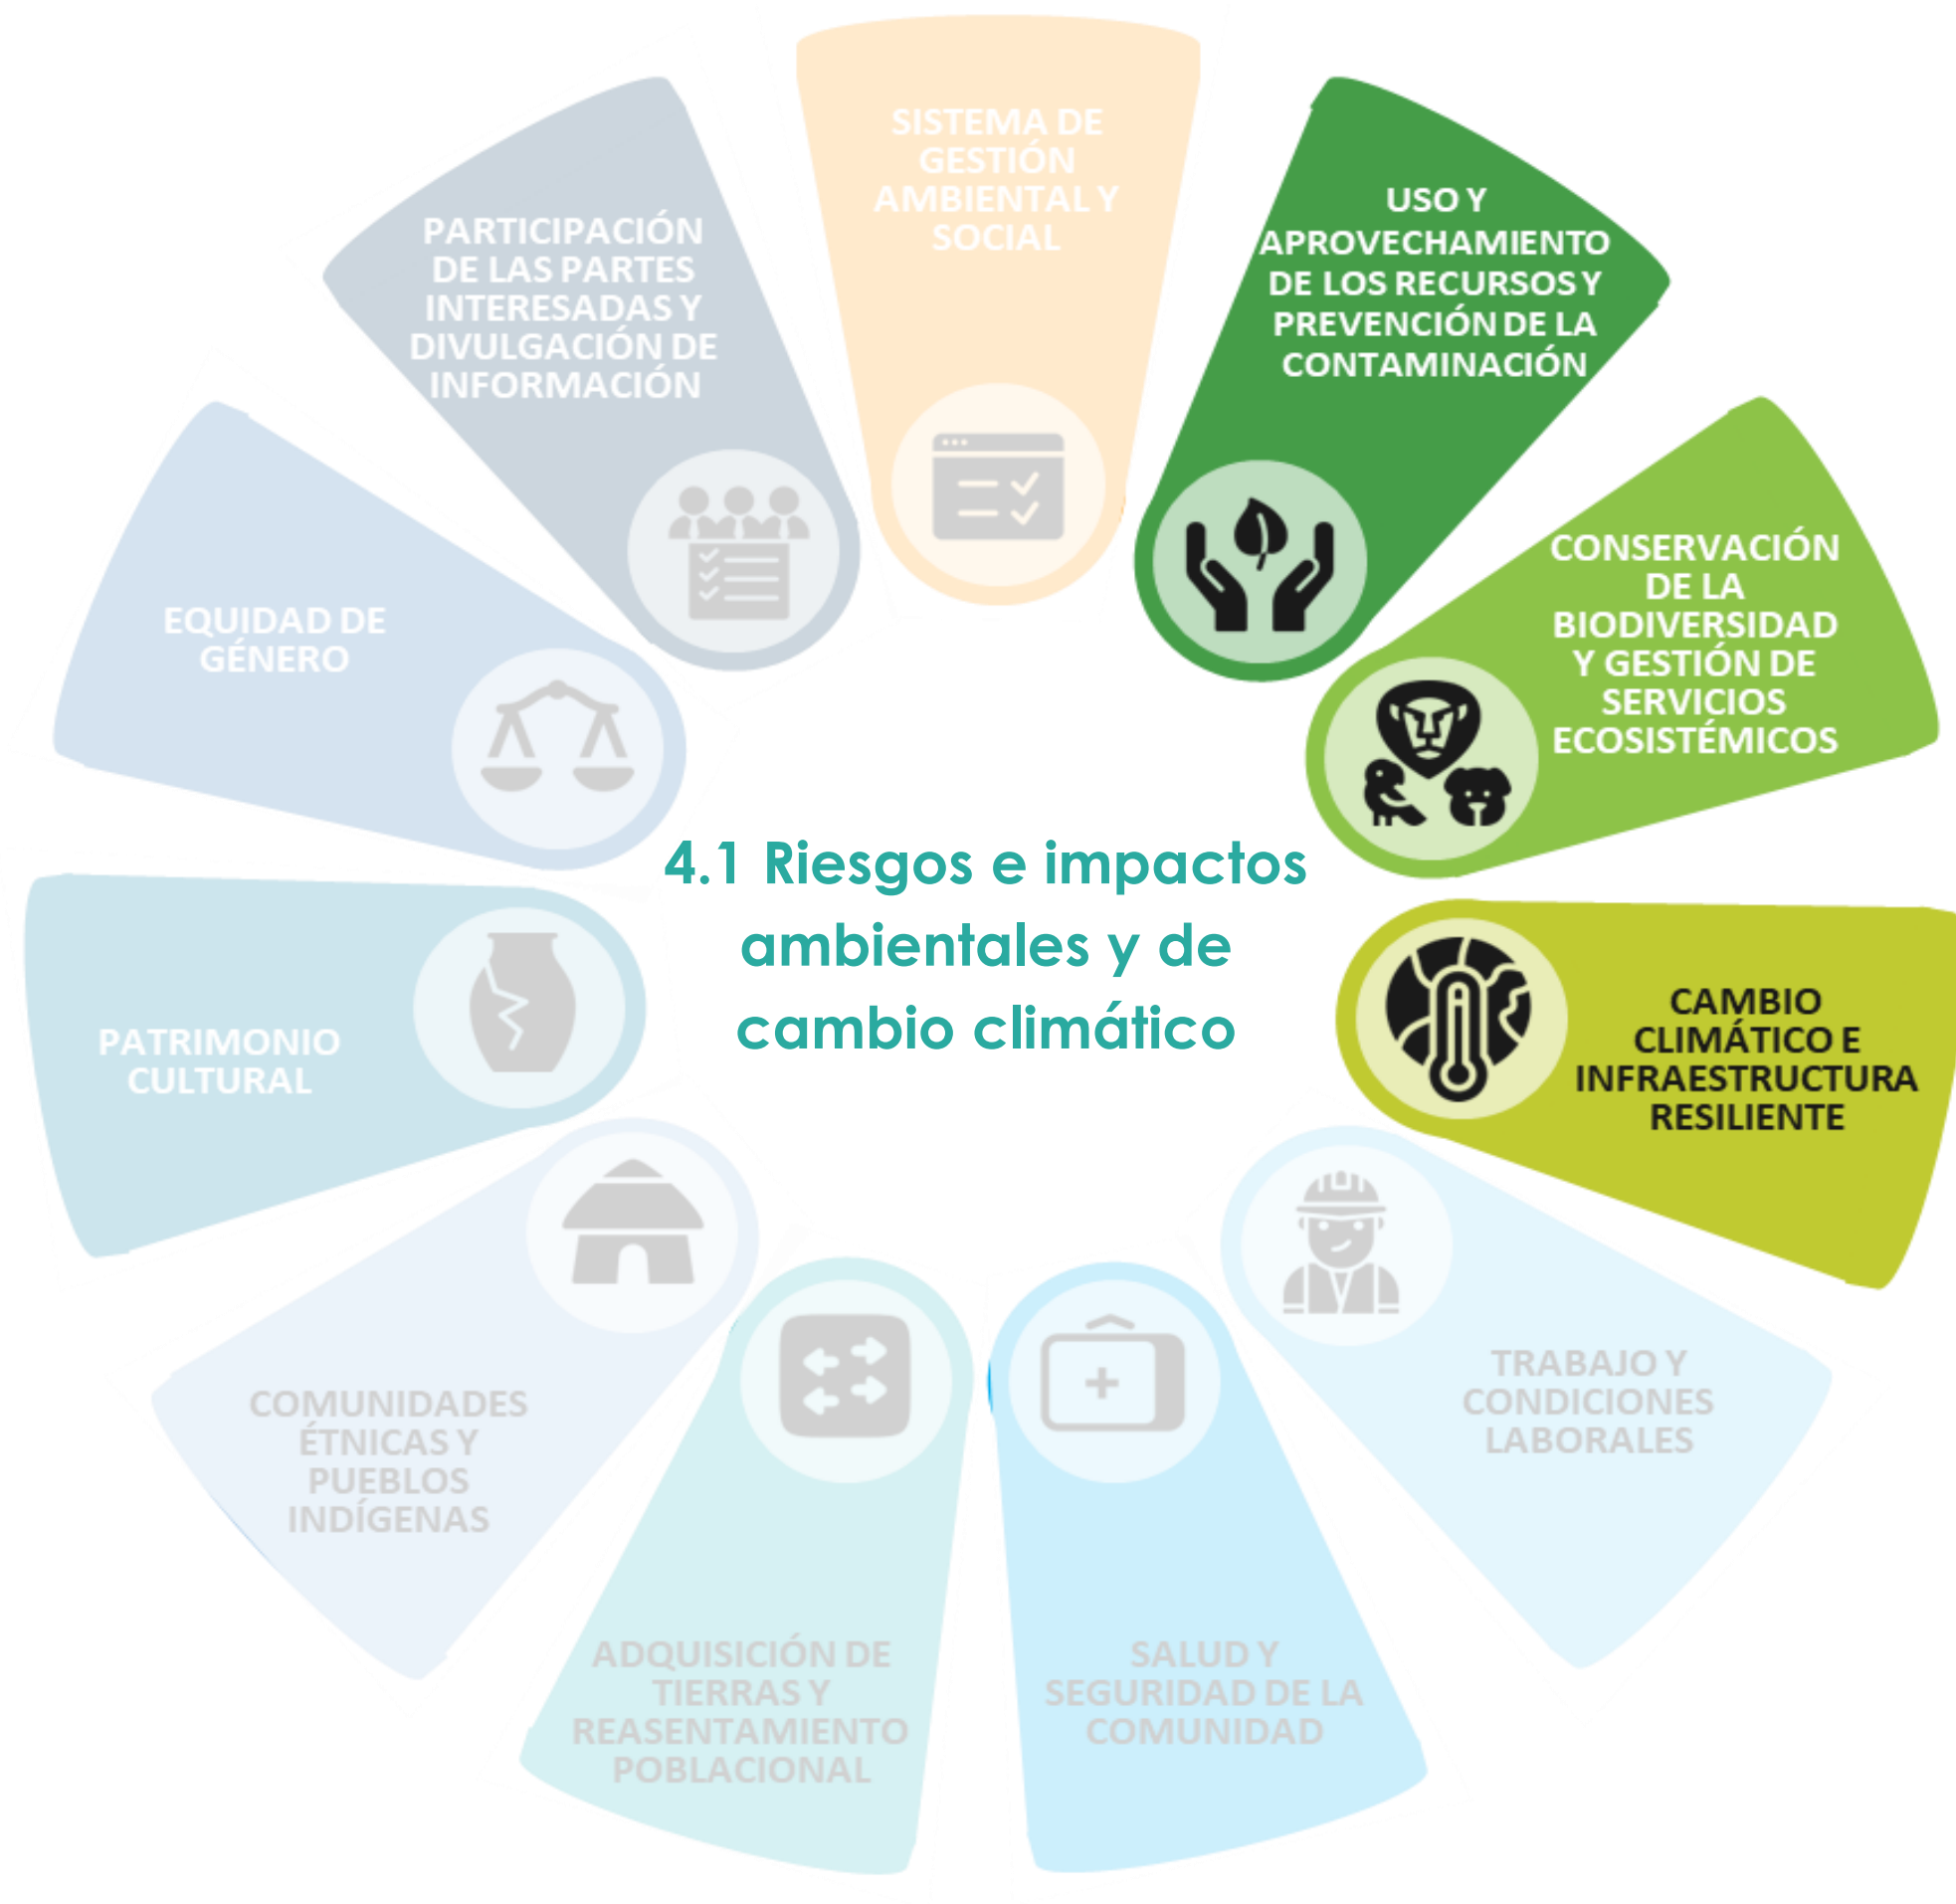 SISTEMA DE
GESTIÓN
AMBIENTAL Y
SOCIAL
USO Y
APROVECHAMIENTO
DE LOS RECURSOS Y
PREVENCIÓN DE LA
CONTAMINACIÓN
CONSERVACIÓN
DE LA
BIODIVERSIDAD
Y GESTIÓN DE
SERVICIOS
ECOSISTÉMICOS
CAMBIO
CLIMÁTICO E
INFRAESTRUCTURA
RESILIENTE
TRABAJO Y
CONDICIONES
LABORALES
SALUD Y
SEGURIDAD DE LA
COMUNIDAD
ADQUISICIÓN DE
TIERRAS Y
REASENTAMIENTO
POBLACIONAL
COMUNIDADES
ÉTNICAS Y
PUEBLOS
INDÍGENAS
PATRIMONIO
CULTURAL
EQUIDAD DE
GÉNERO
PARTICIPACIÓN
DE LAS PARTES
INTERESADAS Y
DIVULGACIÓN DE
INFORMACIÓN
4.1 Riesgos e impactos
ambientales y de
cambio climático